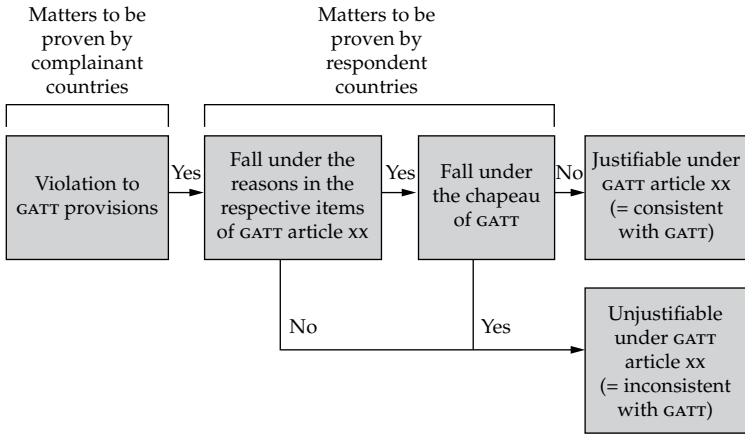 Matters to be
proven by
complainant
countries
Matters to be
proven by
respondent
countries
Violation to
GATT provisions
Yes
Fall under the
reasons in the
respective items
of GATT article XX
Yes
Fall under
the chapeau
of GATT
No
Justifiable under
GATT article XX
(= consistent
with GATT)
No
Yes
Unjustifiable
under GATT
article XX
(= inconsistent
with GATT)